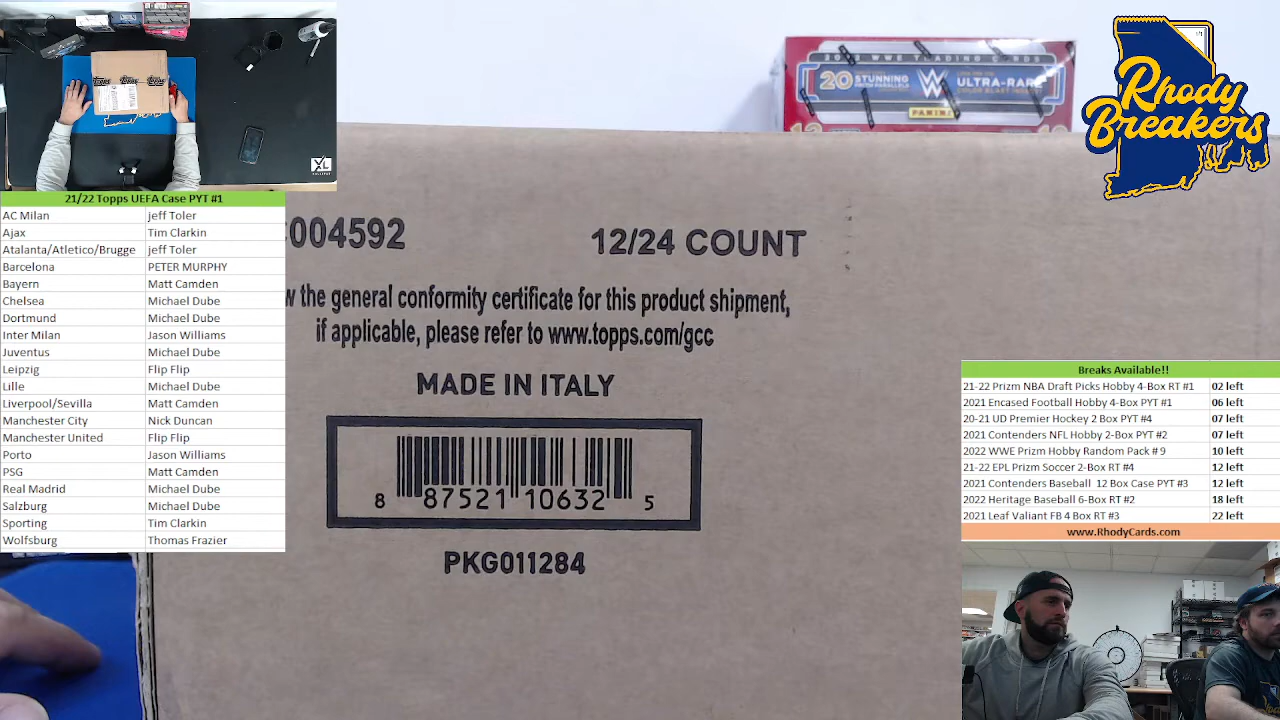 20 STUNNING
W
ULTRA-RARE
PANINI
Rhody
Breakers
XL
21/22 Topps UEFA Case PYT #1
AC Milan jeff Toler
Ajax Tim Clarkin
Atalanta/Atletico/Brugge jeff Toler
Barcelona PETER MURPHY
Bayern Matt Camden
Chelsea Michael Dube
Dortmund Michael Dube
Inter Milan Jason Williams
Juventus Michael Dube
Leipzig Flip Flip
Lille Michael Dube
Liverpool/Sevilla Matt Camden
Manchester City Nick Duncan
Manchester United Flip Flip
Porto Jason Williams
PSG Matt Camden
Real Madrid Michael Dube
Salzburg Michael Dube
Sporting Tim Clarkin
Wolfsburg Thomas Frazier
004592
12/24 COUNT
w the general conformity certificate for this product shipment,
if applicable, please refer to www.topps.com/gcc
MADE IN ITALY
8 87521 10632 5
PKG011284
Breaks Available!!
21-22 Prizm NBA Draft Picks Hobby 4-Box RT #1 02 left
2021 Encased Football Hobby 4-Box PYT #1 06 left
20-21 UD Premier Hockey 2 Box PYT #4 07 left
2021 Contenders NFL Hobby 2-Box PYT #2 07 left
2022 WWE Prizm Hobby Random Pack # 9 10 left
21-22 EPL Prizm Soccer 2-Box RT #4 12 left
2021 Contenders Baseball 12 Box Case PYT #3 12 left
2022 Heritage Baseball 6-Box RT #2 18 left
2021 Leaf Valiant FB 4 Box RT #3 22 left
www.RhodyCards.com